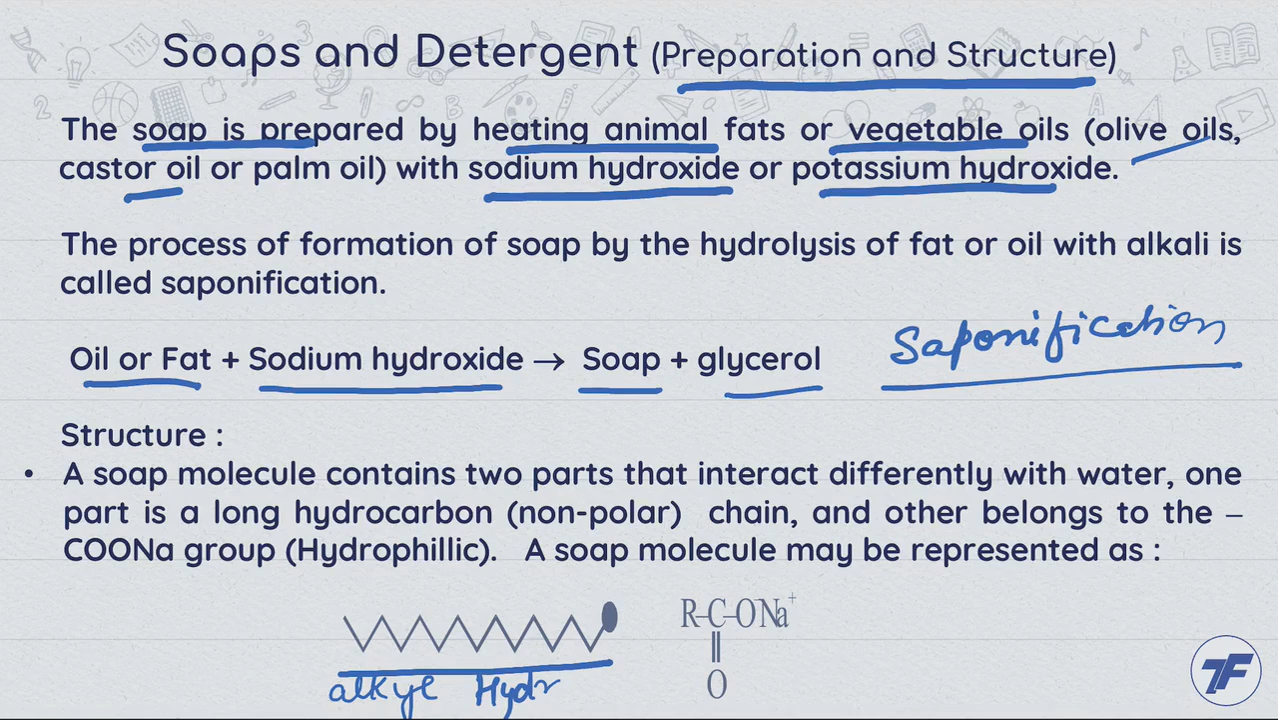 Soaps and Detergent (Preparation and Structure)
The soap is prepared by heating animal fats or vegetable oils (olive oils,
castor oil or palm oil) with sodium hydroxide or potassium hydroxide.
The process of formation of soap by the hydrolysis of fat or oil with alkali is
called saponification.
Saponification
Oil or Fat + Sodium hydroxide → Soap + glycerol
Structure :
• A soap molecule contains two parts that interact differently with water, one
part is a long hydrocarbon (non-polar) chain, and other belongs to the –
COONa group (Hydrophillic). A soap molecule may be represented as :
R–C–O⁻Na⁺
||
O
alkyl Hydr
TF